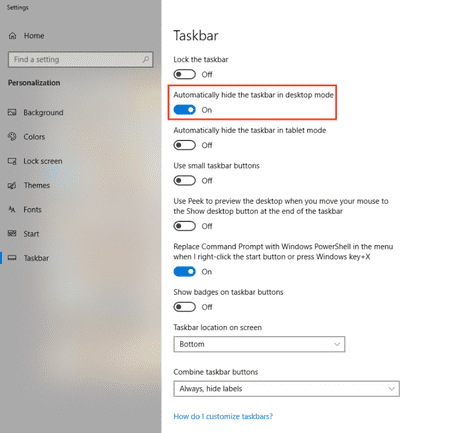 Settings
Home
Find a setting
Personalization
Background
Colors
Lock screen
Themes
Fonts
Start
Taskbar
Taskbar
Lock the taskbar
Off
Automatically hide the taskbar in desktop mode
On
Automatically hide the taskbar in tablet mode
Off
Use small taskbar buttons
Off
Use Peek to preview the desktop when you move your mouse to
the Show desktop button at the end of the taskbar
Off
Replace Command Prompt with Windows PowerShell in the menu
when I right-click the start button or press Windows key+X
On
Show badges on taskbar buttons
Off
Taskbar location on screen
Bottom
Combine taskbar buttons
Always, hide labels
How do I customize taskbars?